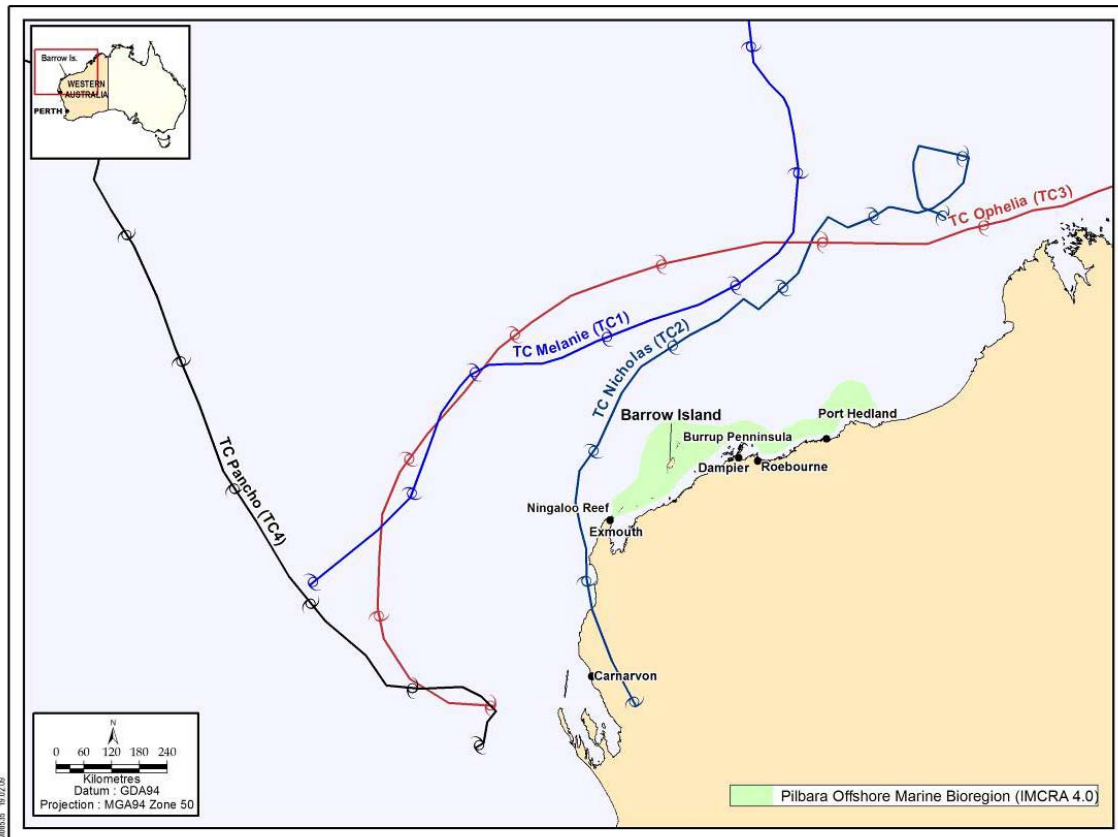 Barrow Is.
WESTERN
AUSTRALIA
PERTH
TC Ophelia (TC3)
TC Melanie (TC1)
TC Nicholas (TC2)
TC Pancho (TC4)
Barrow Island
Port Hedland
Burrup Penninsula
Dampier
Roebourne
Ningaloo Reef
Exmouth
Carnarvon
N
0 60 120 180 240
Kilometres
Datum : GDA94
Projection : MGA94 Zone 50
Pilbara Offshore Marine Bioregion (IMCRA 4.0)